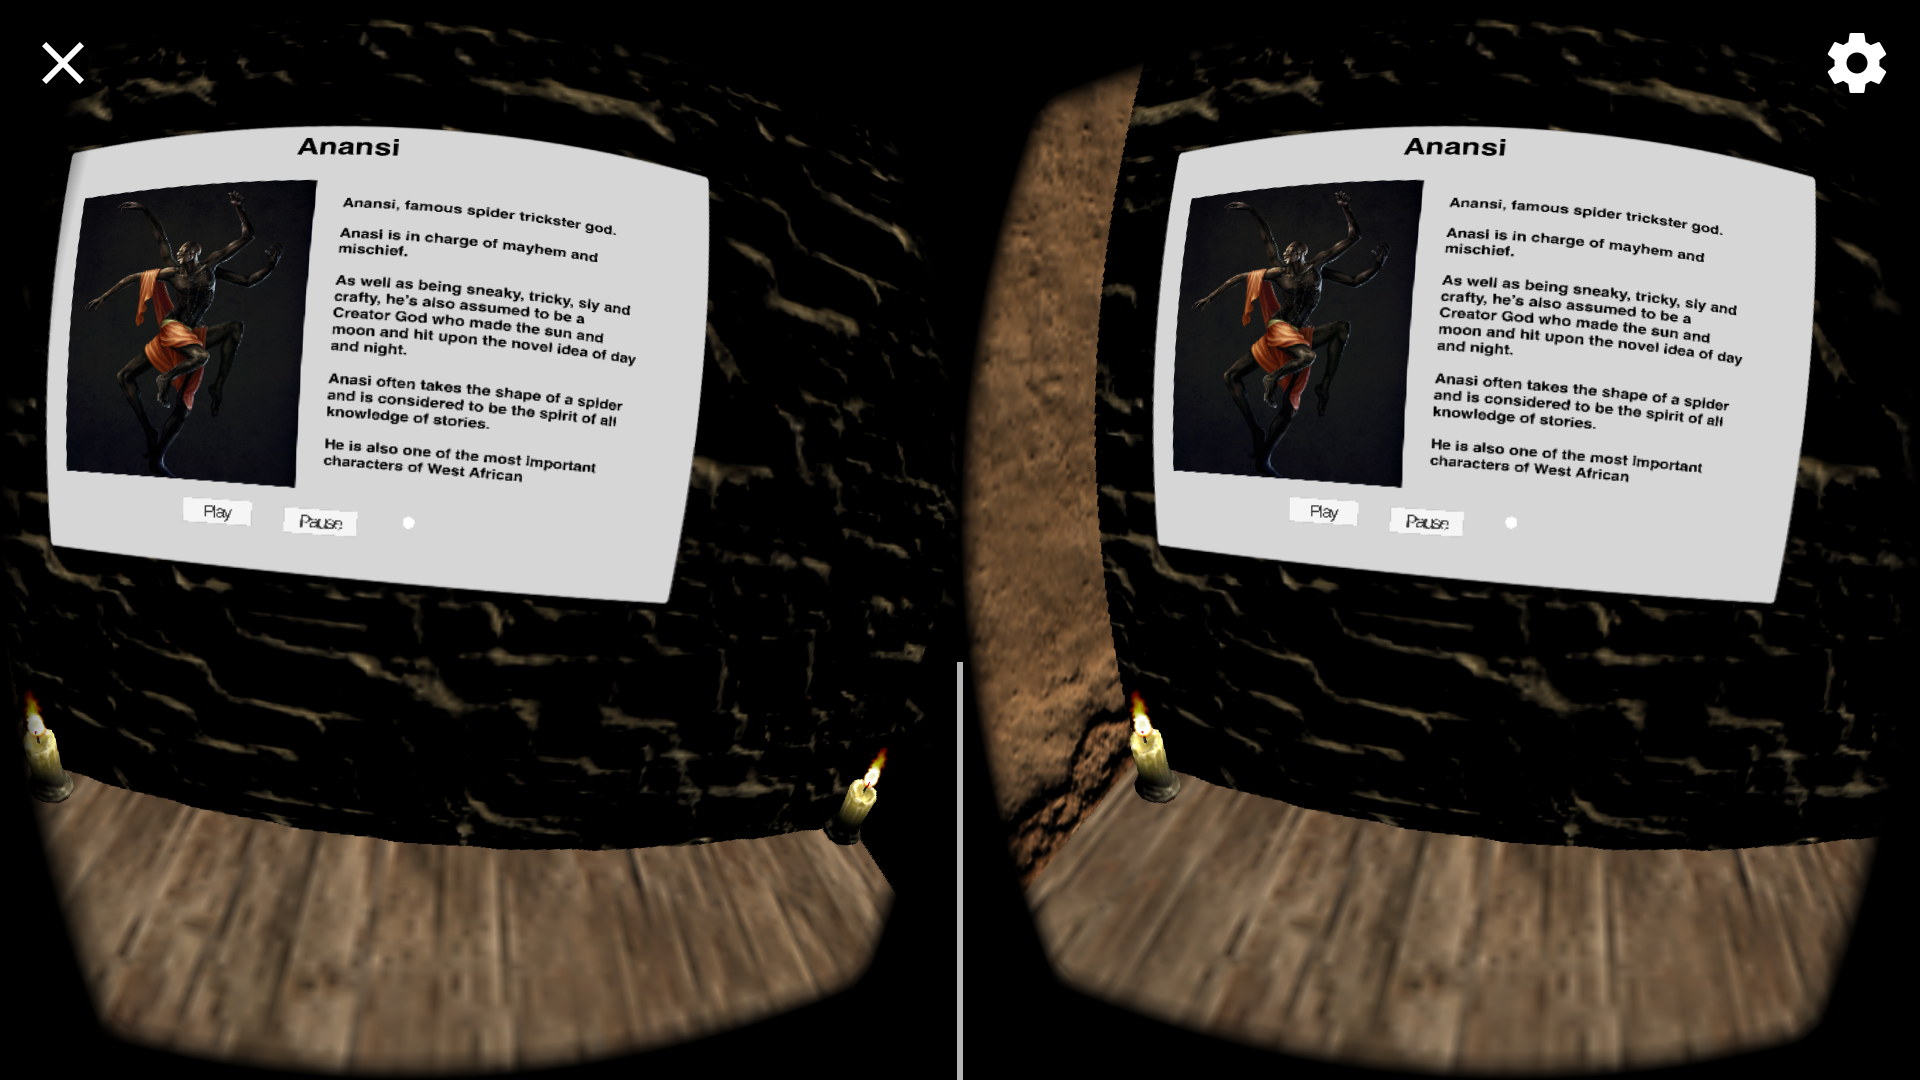 Anansi
Anansi, famous spider trickster god.
Anasi is in charge of mayhem and
mischief.
As well as being sneaky, tricky, sly and
crafty, he's also assumed to be a
Creator God who made the sun and
moon and hit upon the novel idea of day
and night.
Anasi often takes the shape of a spider
and is considered to be the spirit of all
knowledge of stories.
He is also one of the most important
characters of West African
Play
Pause
Anansi
Anansi, famous spider trickster god.
Anasi is in charge of mayhem and
mischief.
As well as being sneaky, tricky, sly and
crafty, he's also assumed to be a
Creator God who made the sun and
moon and hit upon the novel idea of day
and night.
Anasi often takes the shape of a spider
and is considered to be the spirit of all
knowledge of stories.
He is also one of the most important
characters of West African
Play
Pause